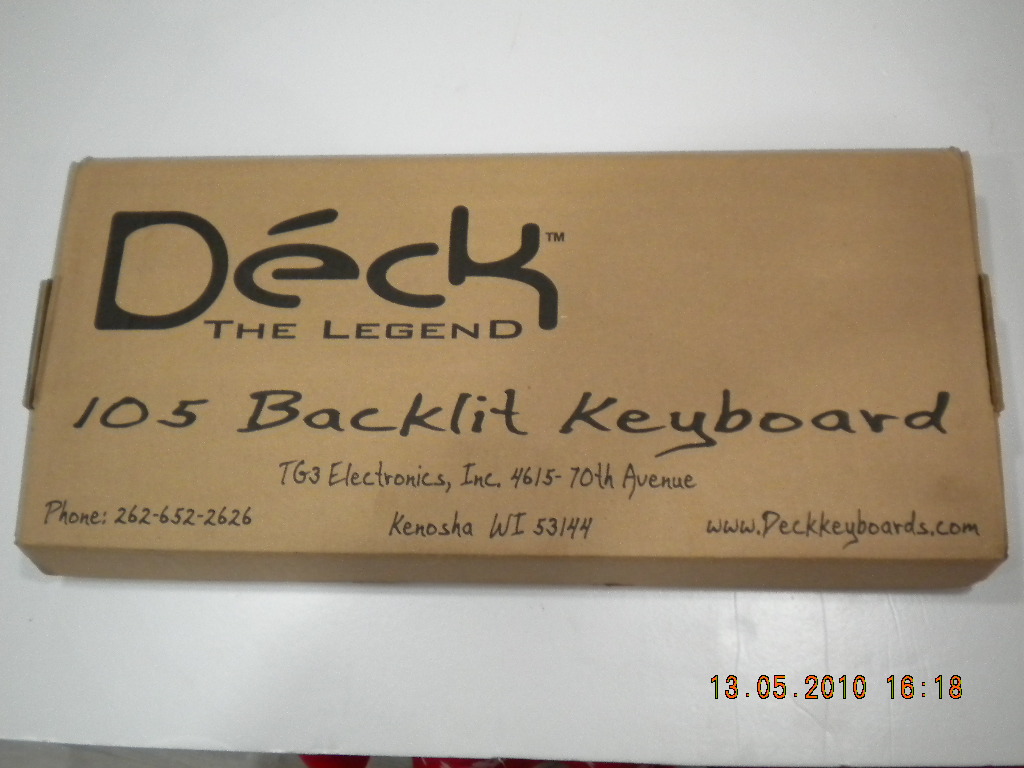 Déck™
THE LEGEND
105 Backlit Keyboard
TG3 Electronics, Inc. 4615-70th Avenue
Phone: 262-652-2626 Kenosha WI 53144 www.Deckkeyboards.com
13.05.2010 16:18